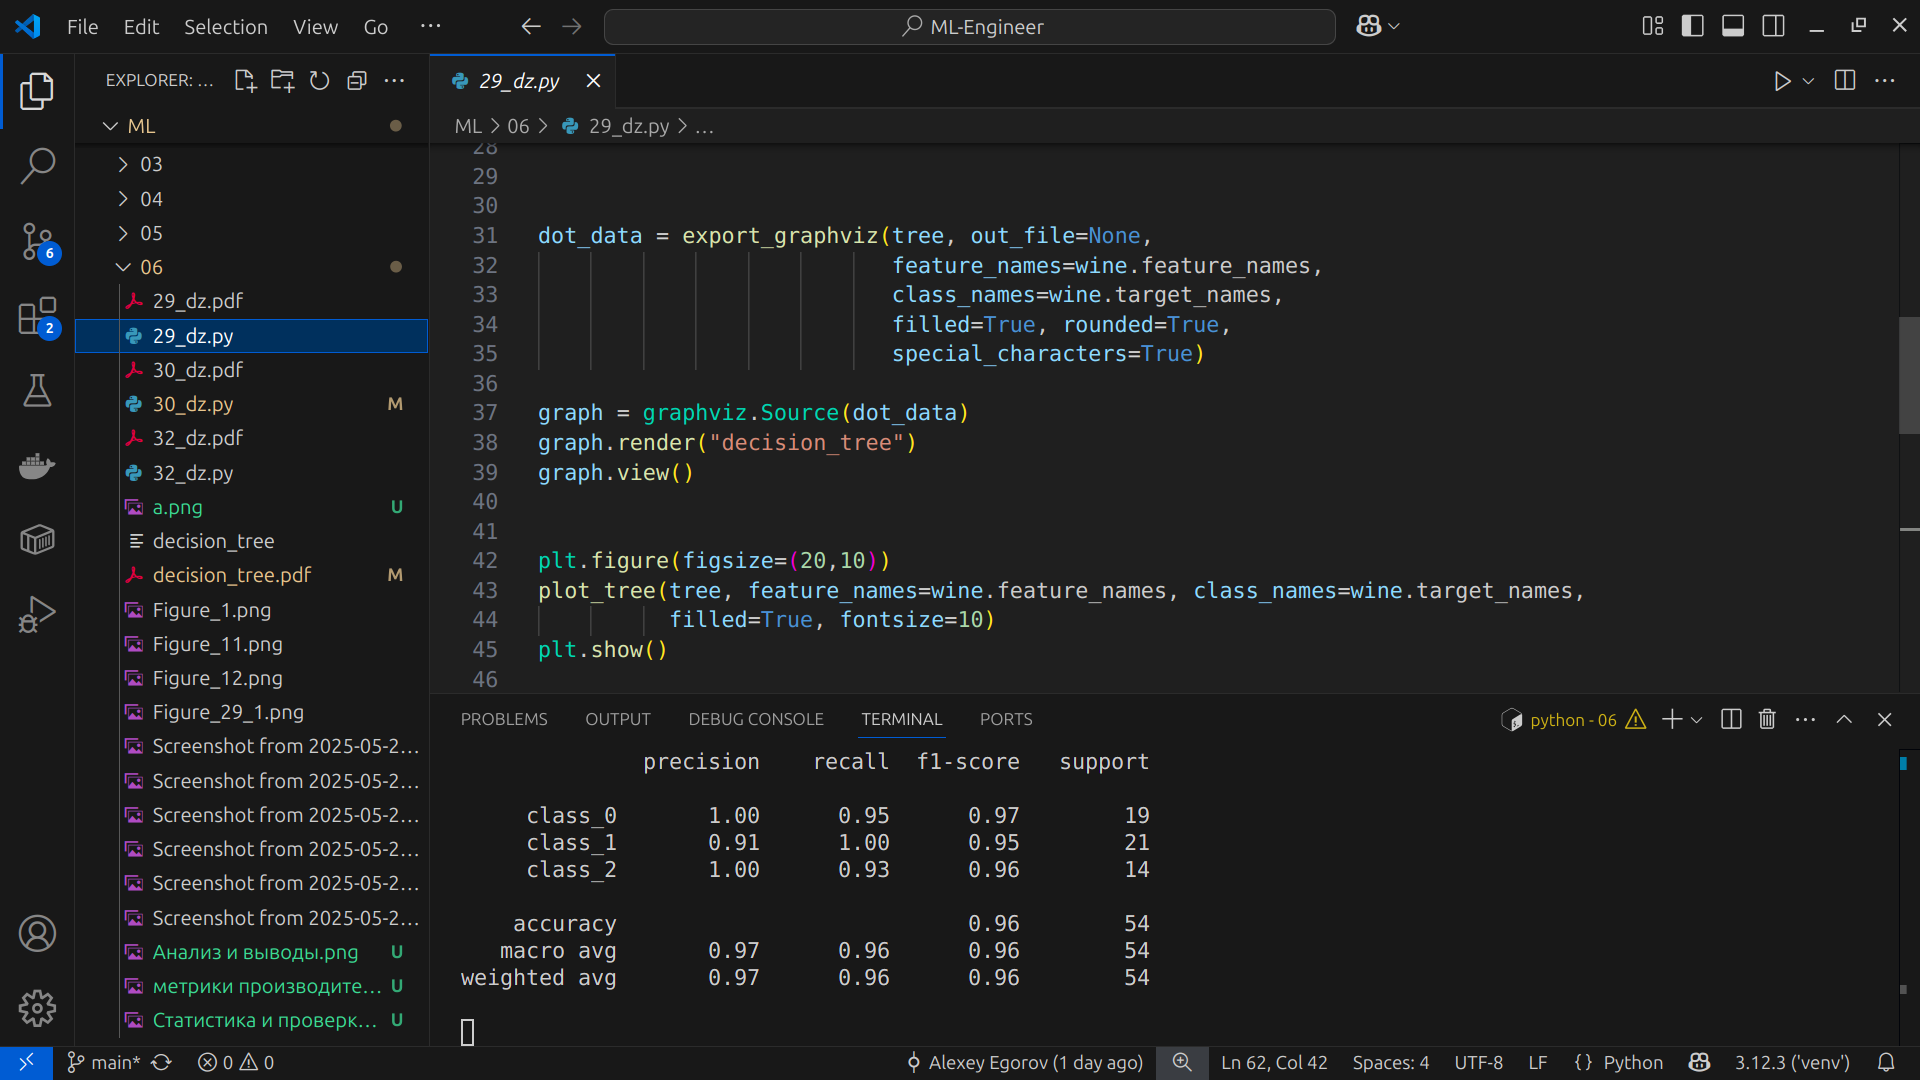 File Edit Selection View Go ···
ML-Engineer
EXPLORER: ...
ML
03
04
05
06
29_dz.pdf
29_dz.py
30_dz.pdf
30_dz.py M
32_dz.pdf
32_dz.py
a.png U
decision_tree
decision_tree.pdf M
Figure_1.png
Figure_11.png
Figure_12.png
Figure_29_1.png
Screenshot from 2025-05-2...
Screenshot from 2025-05-2...
Screenshot from 2025-05-2...
Screenshot from 2025-05-2...
Screenshot from 2025-05-2...
Screenshot from 2025-05-2...
Анализ и выводы.png U
метрики производите... U
Статистика и проверк... U
6
2
29_dz.py
ML > 06 > 29_dz.py > ...
28
29
30
31 dot_data = export_graphviz(tree, out_file=None,
32 feature_names=wine.feature_names,
33 class_names=wine.target_names,
34 filled=True, rounded=True,
35 special_characters=True)
36
37 graph = graphviz.Source(dot_data)
38 graph.render("decision_tree")
39 graph.view()
40
41
42 plt.figure(figsize=(20,10))
43 plot_tree(tree, feature_names=wine.feature_names, class_names=wine.target_names,
44 filled=True, fontsize=10)
45 plt.show()
46
PROBLEMS OUTPUT DEBUG CONSOLE TERMINAL PORTS
python - 06
precision recall f1-score support
class_0 1.00 0.95 0.97 19
class_1 0.91 1.00 0.95 21
class_2 1.00 0.93 0.96 14
accuracy 0.96 54
macro avg 0.97 0.96 0.96 54
weighted avg 0.97 0.96 0.96 54
main* 0 0
Alexey Egorov (1 day ago) Ln 62, Col 42 Spaces: 4 UTF-8 LF {} Python 3.12.3 ('venv')